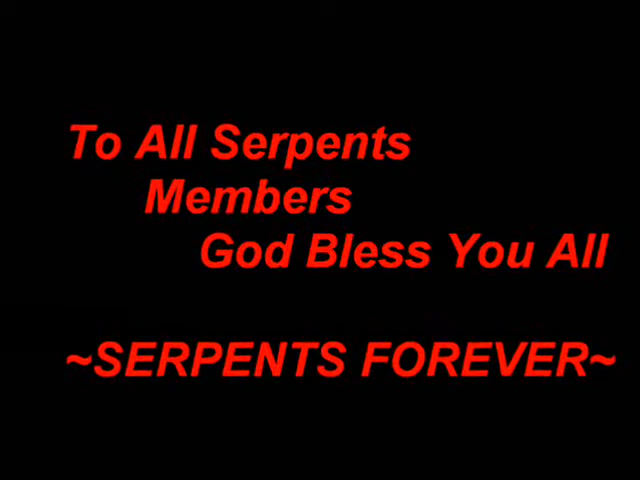 To All Serpents
Members
God Bless You All
~SERPENTS FOREVER~